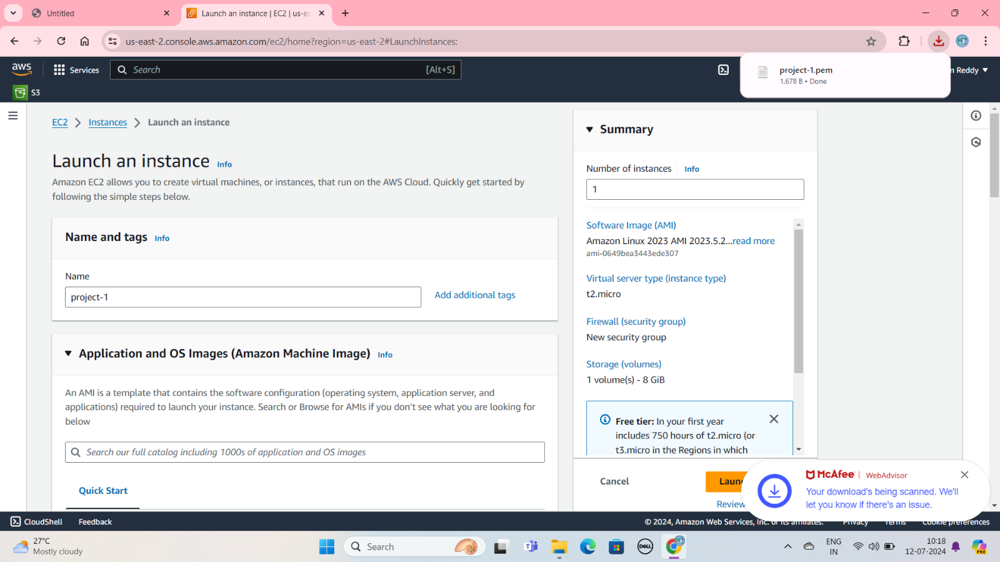 Untitled
Launch an instance | EC2 | us-ea
us-east-2.console.aws.amazon.com/ec2/home?region=us-east-2#LaunchInstances:
aws
Services
Search
[Alt+S]
project-1.pem
1,678 B • Done
n Reddy
S3
EC2
Instances
Launch an instance
Launch an instance Info
Amazon EC2 allows you to create virtual machines, or instances, that run on the AWS Cloud. Quickly get started by
following the simple steps below.
Name and tags Info
Name
project-1
Add additional tags
Application and OS Images (Amazon Machine Image) Info
An AMI is a template that contains the software configuration (operating system, application server, and
applications) required to launch your instance. Search or Browse for AMIs if you don’t see what you are looking for
below
Search our full catalog including 1000s of application and OS images
Quick Start
Summary
Number of instances Info
1
Software Image (AMI)
Amazon Linux 2023 AMI 2023.5.2...read more
ami-0649bea3443ede307
Virtual server type (instance type)
t2.micro
Firewall (security group)
New security group
Storage (volumes)
1 volume(s) - 8 GiB
Free tier: In your first year
includes 750 hours of t2.micro (or
t3.micro in the Regions in which
Cancel
Laun
Review
McAfee | WebAdvisor
Your download's being scanned. We'll
let you know if there's an issue.
CloudShell
Feedback
© 2024, Amazon Web Services, Inc. or its affiliates.
Privacy
Terms
Cookie preferences
27°C
Mostly cloudy
Search
DELL
ENG
IN
10:18
12-07-2024
PRE